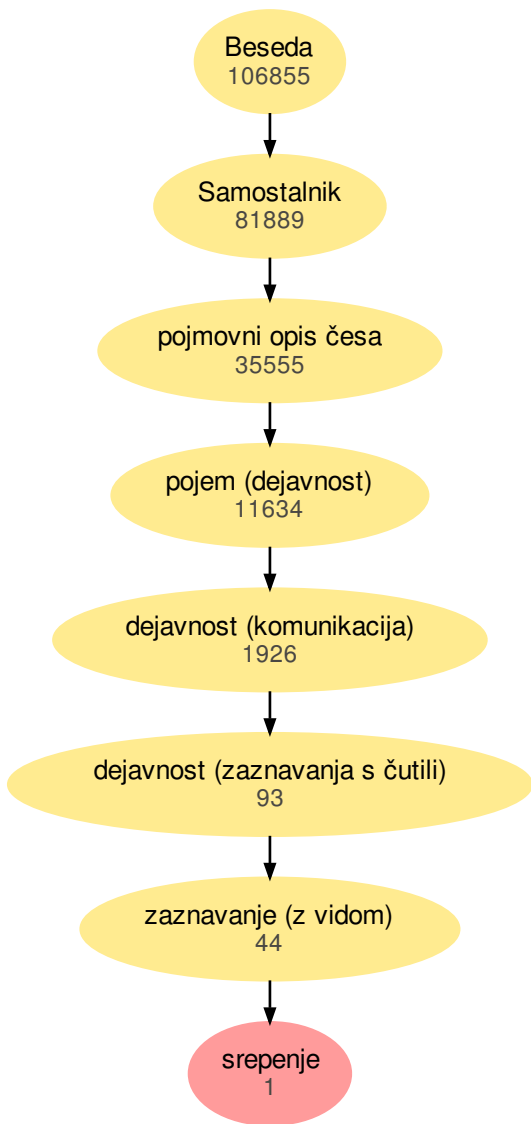 Beseda
106855
Samostalnik
81889
pojmovni opis česa
35555
pojem (dejavnost)
11634
dejavnost (komunikacija)
1926
dejavnost (zaznavanja s čutili)
93
zaznavanje (z vidom)
44
srepenje
1